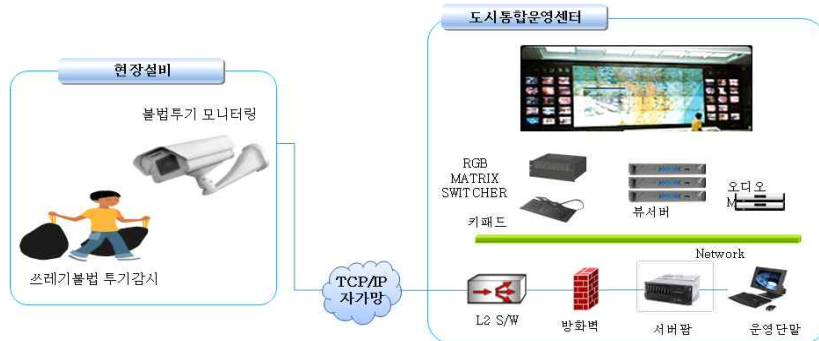 도시통합운영센터
현장설비
불법투기 모니터링
쓰레기불법 투기감시
TCP/IP
자가망
RGB
MATRIX
SWITCHER
키패드
뷰서버
오디오
M
Network
L2 S/W
방화벽
서버팜
운영단말